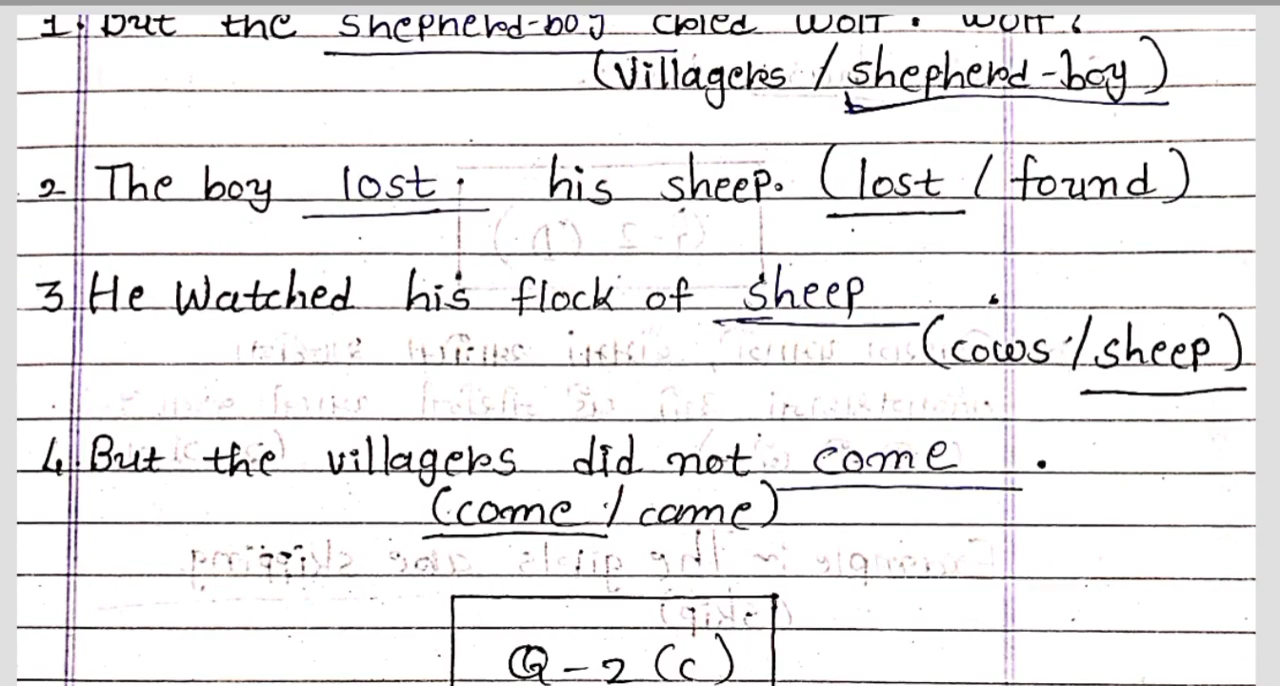 1. But the shepherd-boy cried wolf! wolf!
(Villagers / shepherd-boy)
2 The boy lost. his sheep. (lost / found)
3 He Watched his flock of sheep.
(cows / sheep)
4. But the villagers did not come.
(come / came)
Q-2 (C)